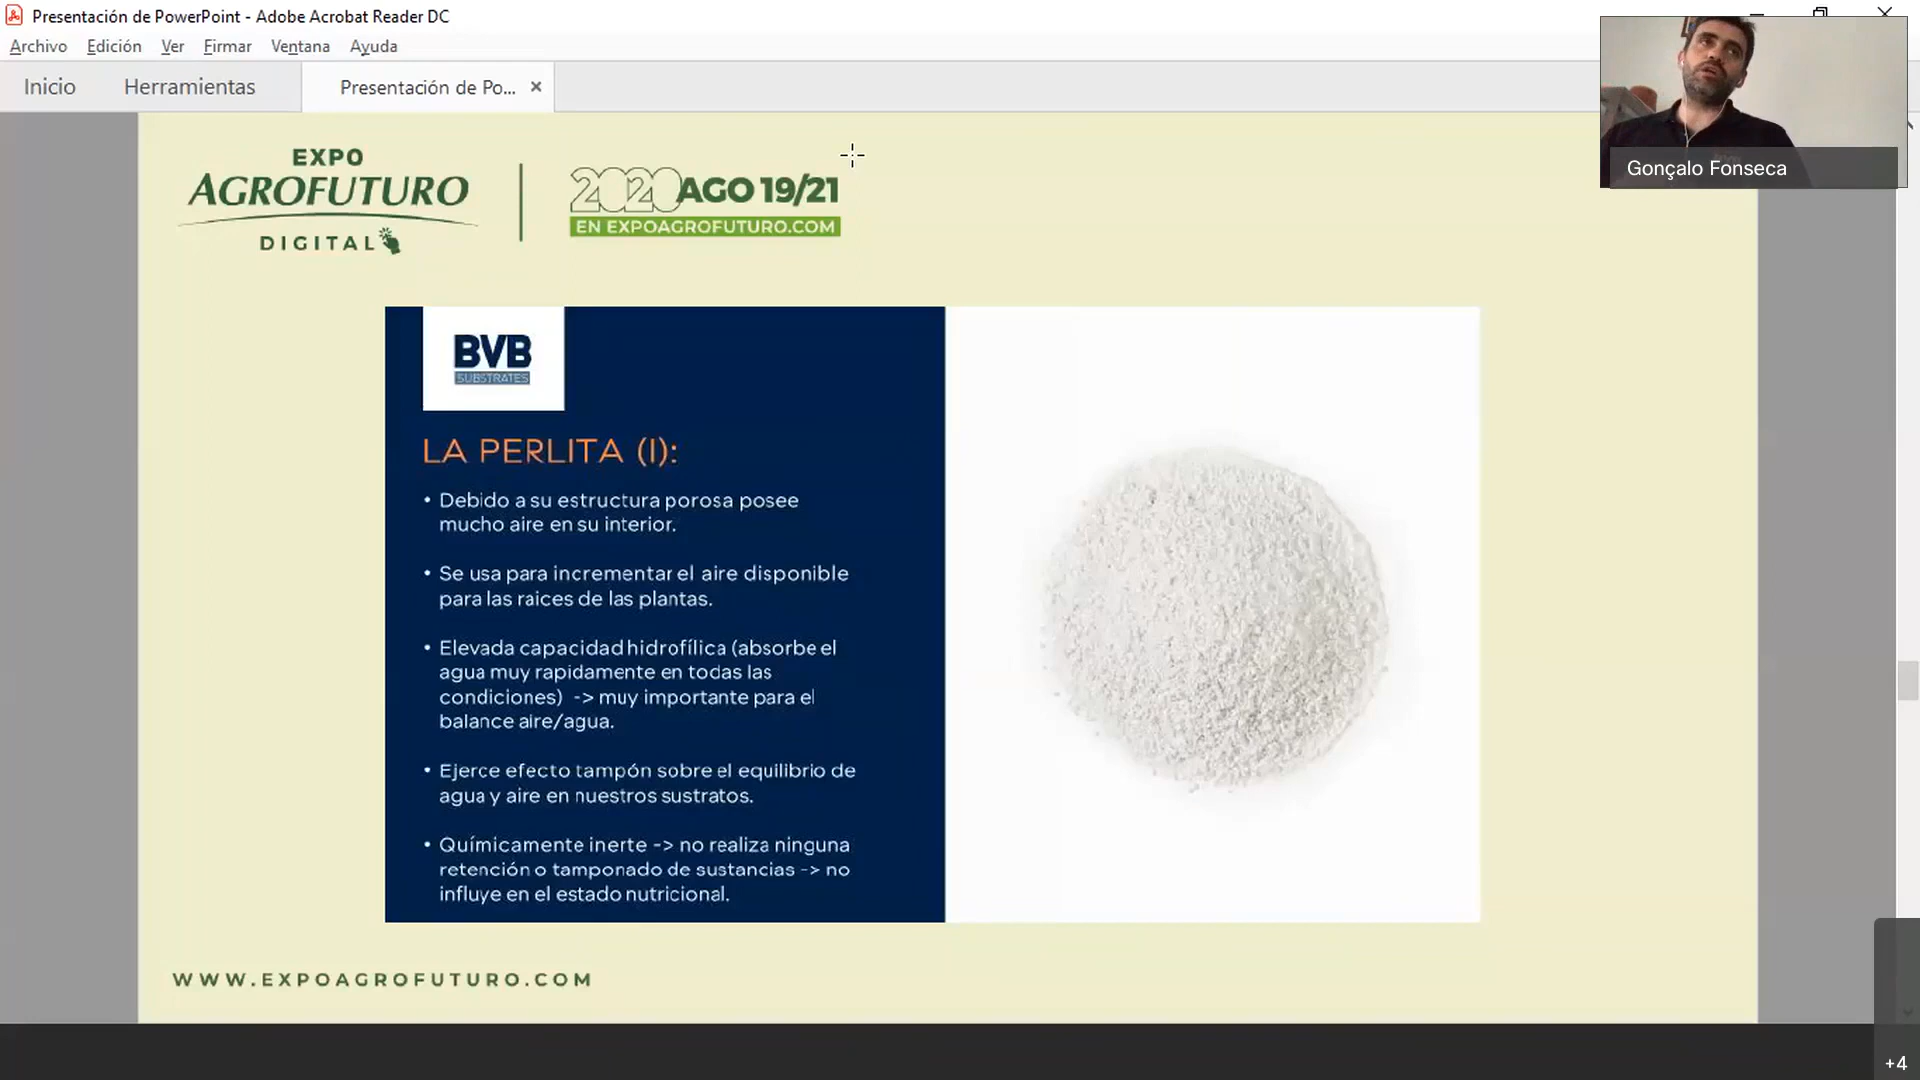 Presentación de PowerPoint - Adobe Acrobat Reader DC
Archivo Edición Ver Firmar Ventana Ayuda
Inicio Herramientas Presentación de Po...
Gonçalo Fonseca
EXPO
AGROFUTURO
DIGITAL
2020 AGO 19/21
EN EXPOAGROFUTURO.COM
BVB
SUBSTRATES
LA PERLITA (I):
• Debido a su estructura porosa posee
mucho aire en su interior.
• Se usa para incrementar el aire disponible
para las raices de las plantas.
• Elevada capacidad hidrofílica (absorbe el
agua muy rapidamente en todas las
condiciones) -> muy importante para el
balance aire/agua.
• Ejerce efecto tampón sobre el equilibrio de
agua y aire en nuestros sustratos.
• Químicamente inerte -> no realiza ninguna
retención o tamponado de sustancias -> no
influye en el estado nutricional.
WWW.EXPOAGROFUTURO.COM
+4